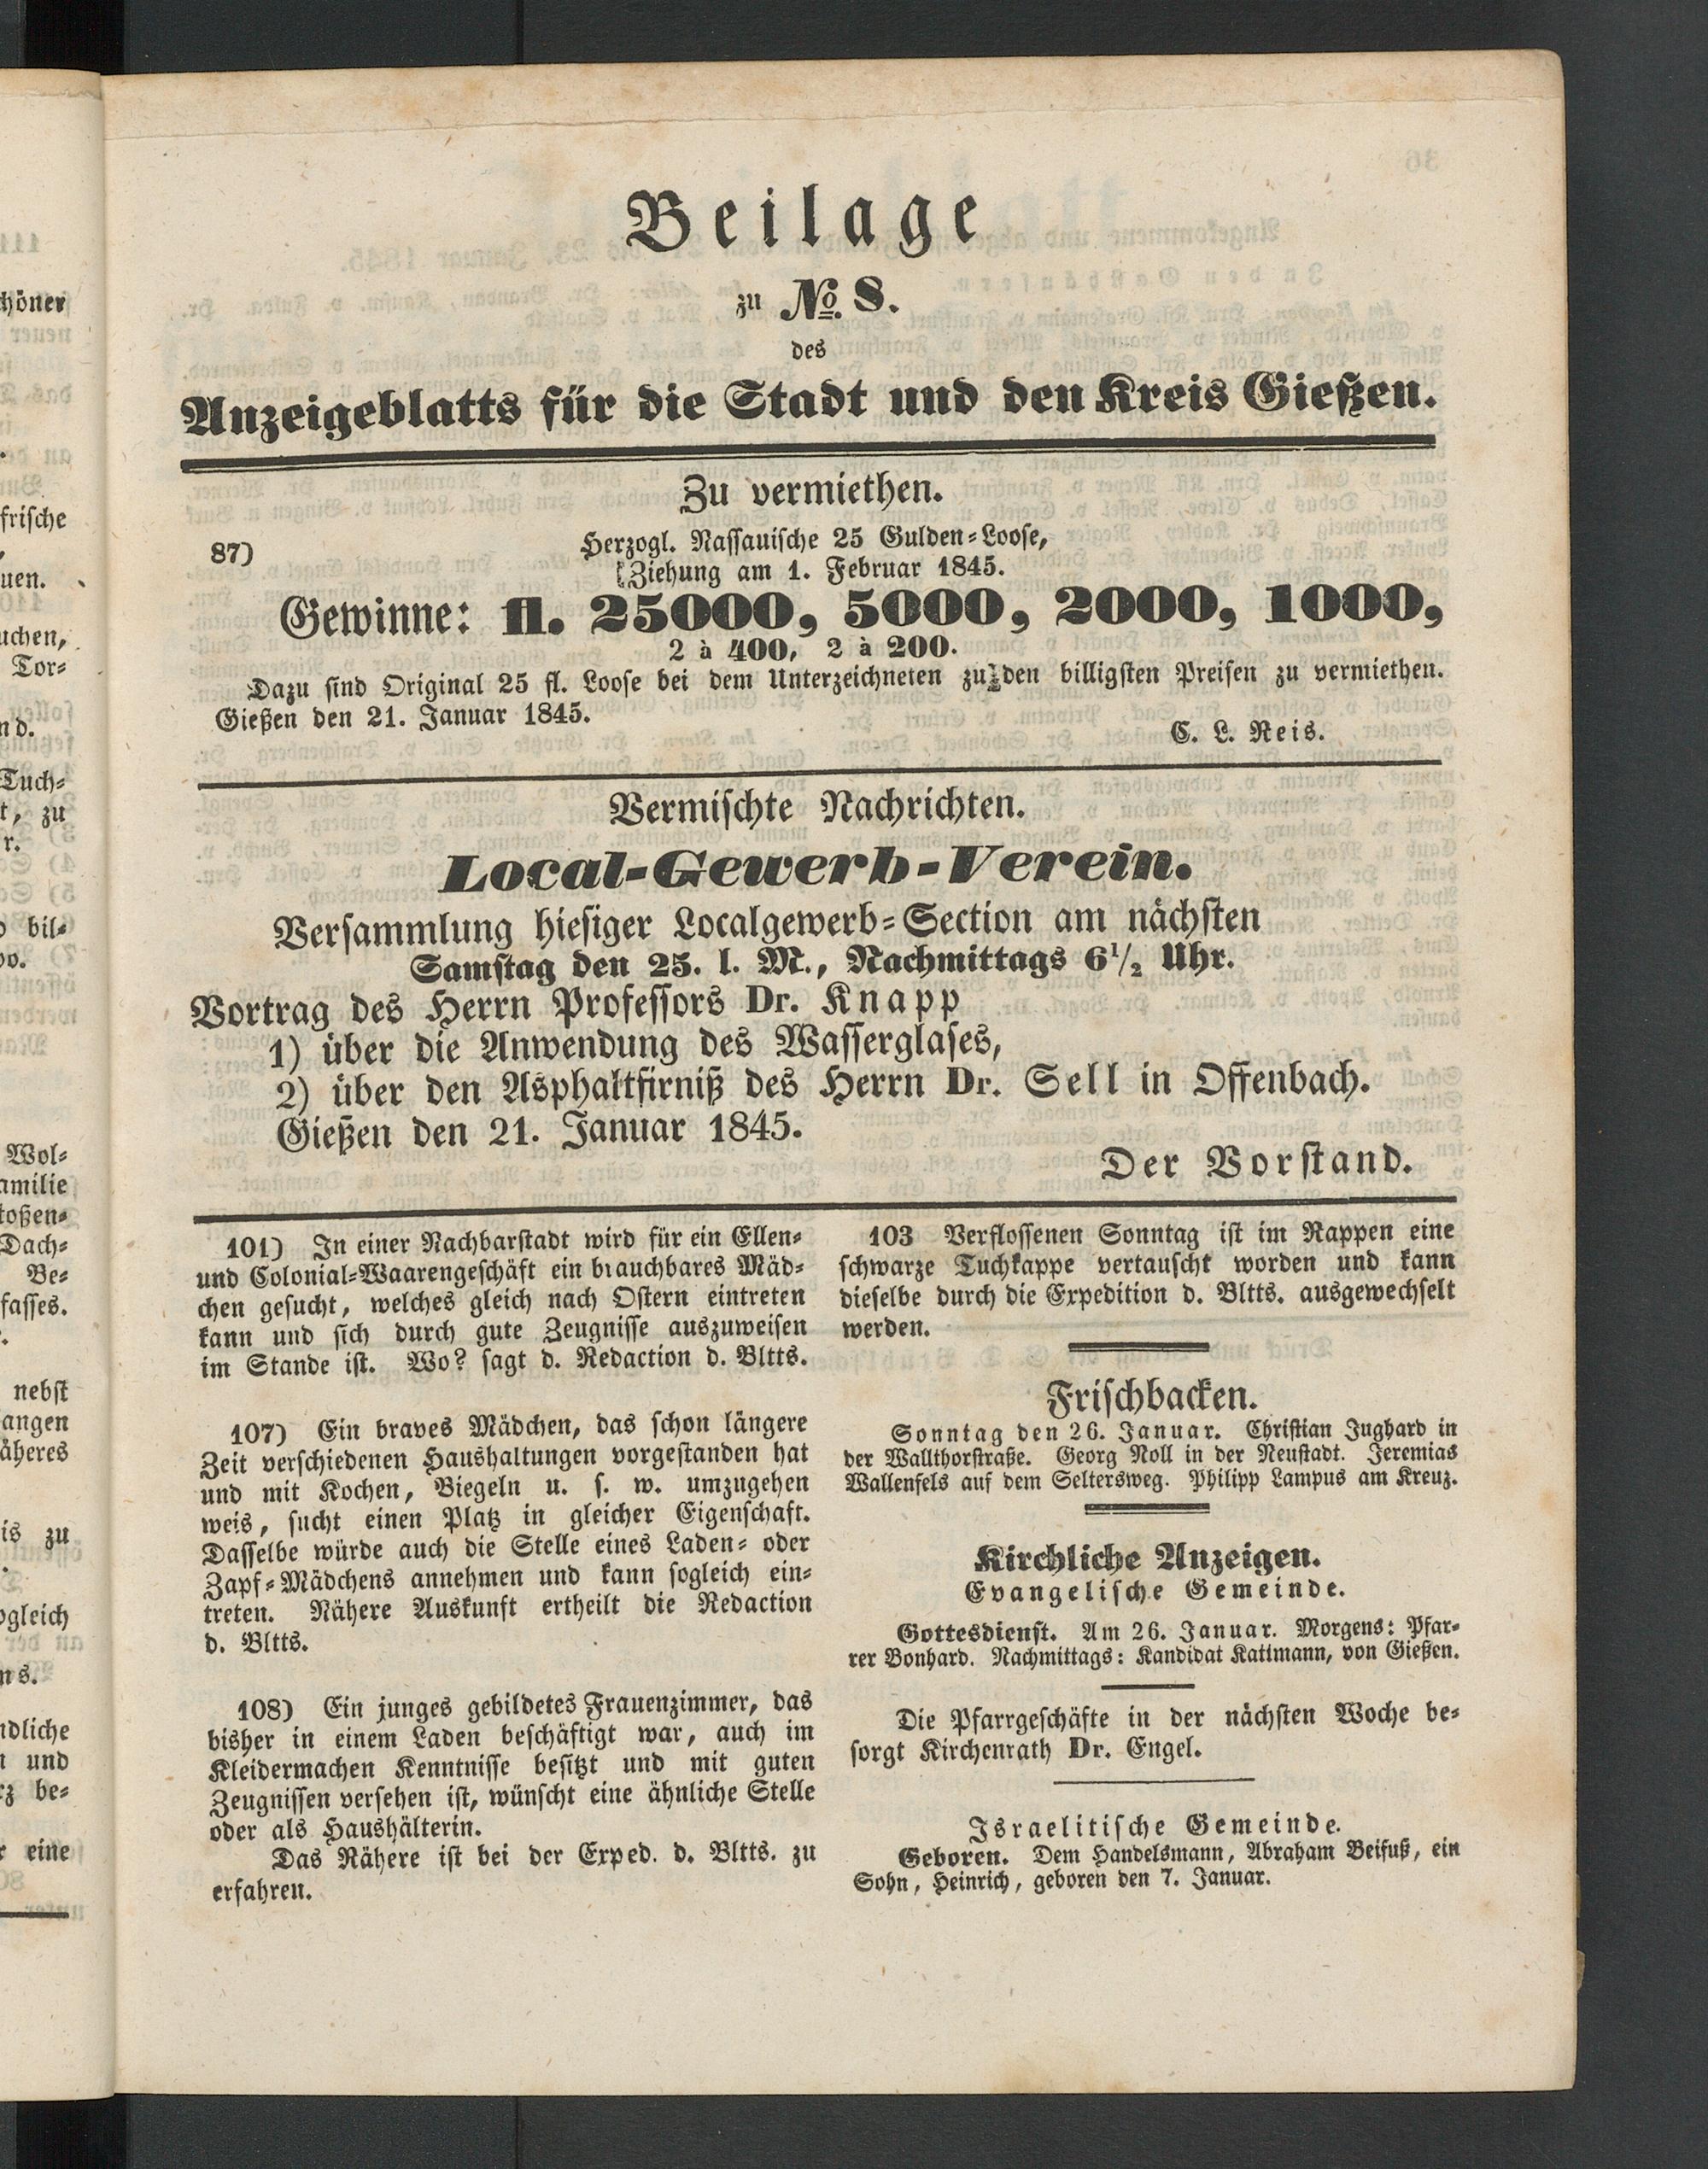 Beilage
zu No. 8.
des
Anzeigeblatts für die Stadt und den Kreis Gießen.
Zu vermiethen.
87) Herzogl. Nassauische 25 Gulden-Loose,
Ziehung am 1. Februar 1845.
Gewinne: fl. 25000, 5000, 2000, 1000,
2 à 400, 2 à 200.
Dazu sind Original 25 fl. Loose bei dem Unterzeichneten zu den billigsten Preisen zu vermiethen.
Gießen den 21. Januar 1845.
C. L. Reis.
Vermischte Nachrichten.
Local-Gewerb-Verein.
Versammlung hiesiger Localgewerb-Section am nächsten
Samstag den 25. l. M., Nachmittags 6 1/2 Uhr.
Vortrag des Herrn Professors Dr. Knapp
1) über die Anwendung des Wasserglases,
2) über den Asphaltfirniß des Herrn Dr. Sell in Offenbach.
Gießen den 21. Januar 1845.
Der Vorstand.
101) In einer Nachbarstadt wird für ein Ellen-
und Colonial-Waarengeschäft ein brauchbares Mäd-
chen gesucht, welches gleich nach Ostern eintreten
kann und sich durch gute Zeugnisse auszuweisen
im Stande ist. Wo? sagt d. Redaction d. Bltts.
107) Ein braves Mädchen, das schon längere
Zeit verschiedenen Haushaltungen vorgestanden hat
und mit Kochen, Biegeln u. s. w. umzugehen
weis, sucht einen Platz in gleicher Eigenschaft.
Dasselbe würde auch die Stelle eines Laden- oder
Zapf-Mädchens annehmen und kann sogleich ein-
treten. Nähere Auskunft ertheilt die Redaction
d. Bltts.
108) Ein junges gebildetes Frauenzimmer, das
bisher in einem Laden beschäftigt war, auch im
Kleidermachen Kenntnisse besitzt und mit guten
Zeugnissen versehen ist, wünscht eine ähnliche Stelle
oder als Haushälterin.
Das Nähere ist bei der Exped. d. Bltts. zu
erfahren.
103 Verflossenen Sonntag ist im Rappen eine
schwarze Tuchkappe vertauscht worden und kann
dieselbe durch die Expedition d. Bltts. ausgewechselt
werden.
Frischbacken.
Sonntag den 26. Januar. Christian Jughard in
der Wallthorstraße. Georg Noll in der Neustadt. Jeremias
Wallenfels auf dem Seltersweg. Philipp Lampus am Kreuz.
Kirchliche Anzeigen.
Evangelische Gemeinde.
Gottesdienst. Am 26. Januar. Morgens: Pfar-
rer Bonhard. Nachmittags: Kandidat Kattmann, von Gießen.
Die Pfarrgeschäfte in der nächsten Woche be-
sorgt Kirchenrath Dr. Engel.
Israelitische Gemeinde.
Geboren. Dem Handelsmann, Abraham Beifuß, ein
Sohn, Heinrich, geboren den 7. Januar.